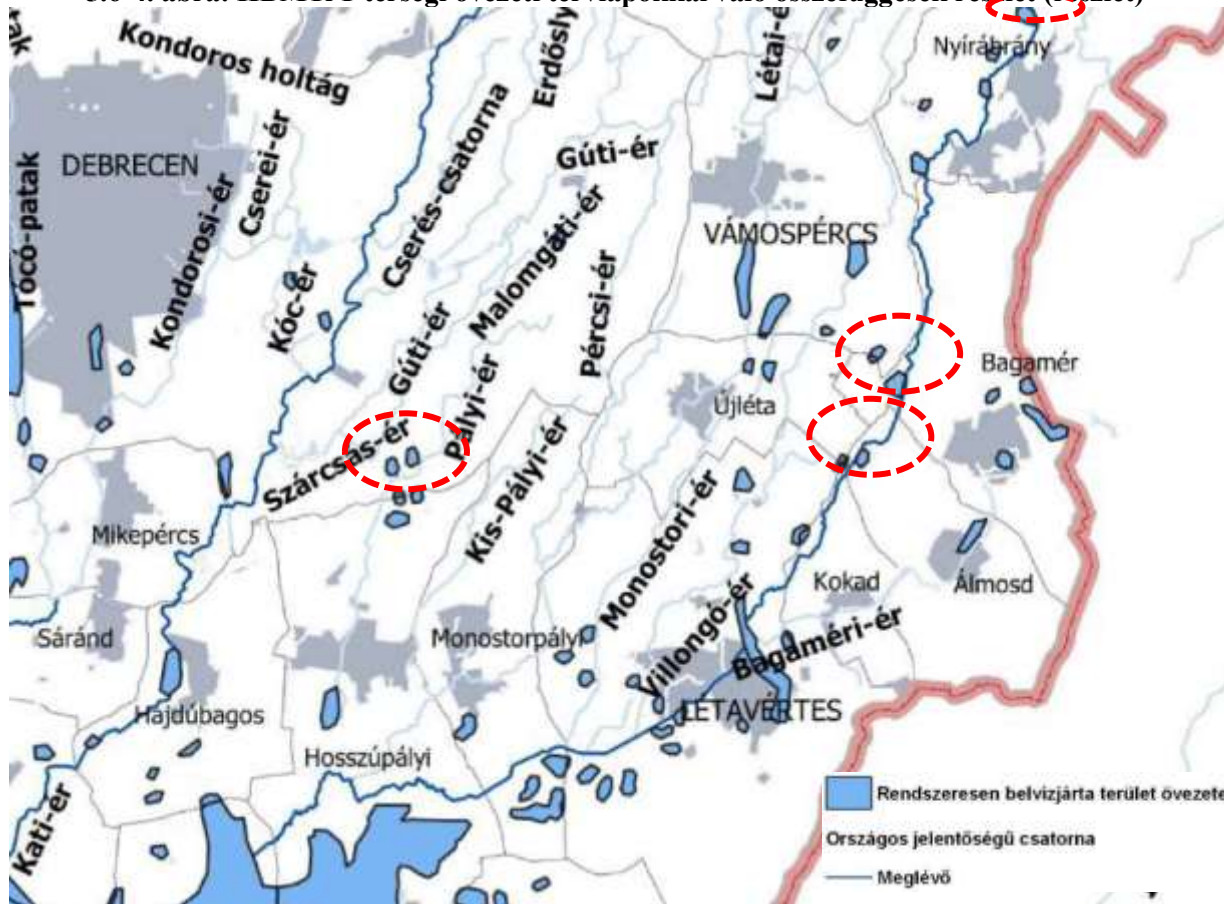 Nyírábrány
Kondoros holtág
Létai-ér
DEBRECEN
Cserei-ér
Cserés-csatorna
Gúti-ér
Tócó-patak
Kondorosi-ér
Kóc-ér
Malomgáti-ér
VÁMOSPÉRCS
Pércsi-ér
Gúti-ér
Pályi-ér
Bagamér
Újléta
Szárcsás-ér
Kis-Pályi-ér
Monostori-ér
Mikepércs
Kokad
Álmosd
Sáránd
Monostorpályi
Villongó-ér
Bagaméri-ér
Hajdúbagos
LÉTAVÉRTES
Hosszúpályi
Kati-ér
Rendszeresen belvízjárta terület övezete
Országos jelentőségű csatorna
Meglévő